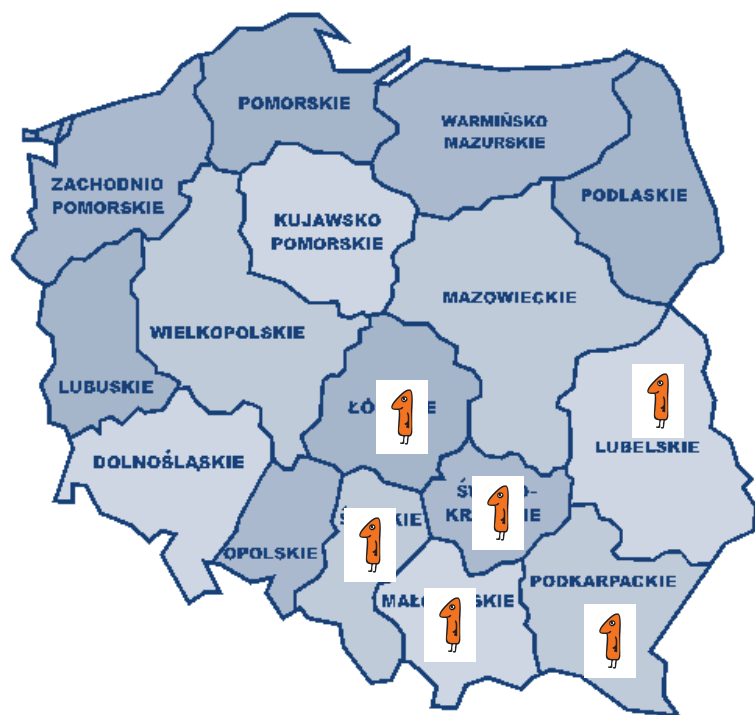 POMORSKIE
WARMIŃSKO
MAZURSKIE
ZACHODNIO
POMORSKIE
PODLASKIE
KUJAWSKO
POMORSKIE
MAZOWIECKIE
WIELKOPOLSKIE
LUBUSKIE
LUBELSKIE
DOLNOŚLĄSKIE
OPOLSKIE
PODKARPACKIE